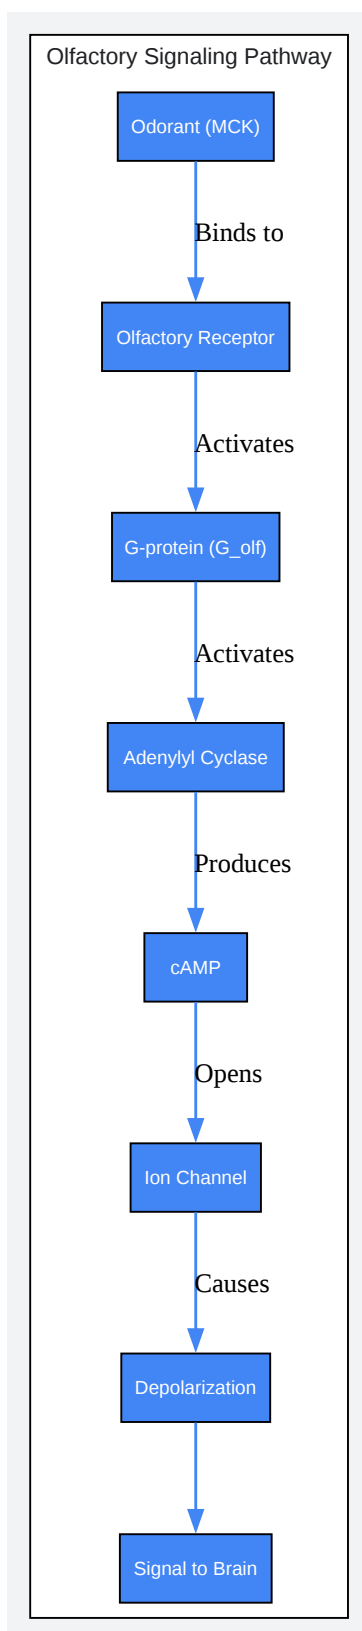 Olfactory Signaling Pathway
Odorant (MCK)
Binds to
Olfactory Receptor
Activates
G-protein (G_olf)
Activates
Adenylyl Cyclase
Produces
cAMP
Opens
Ion Channel
Causes
Depolarization
Signal to Brain